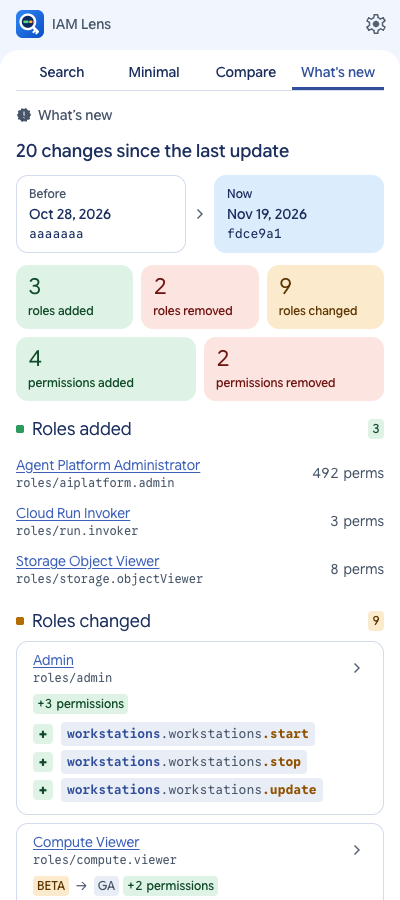 IAM Lens
Search Minimal Compare What's new
What's new
20 changes since the last update
Before
Oct 28, 2026
aaaaaaa
Now
Nov 19, 2026
fdce9a1
3
roles added
2
roles removed
9
roles changed
4
permissions added
2
permissions removed
Roles added 3
Agent Platform Administrator
roles/aiplatform.admin
492 perms
Cloud Run Invoker
roles/run.invoker
3 perms
Storage Object Viewer
roles/storage.objectViewer
8 perms
Roles changed 9
Admin
roles/admin
+3 permissions
+ workstations.workstations.start
+ workstations.workstations.stop
+ workstations.workstations.update
Compute Viewer
roles/compute.viewer
BETA → GA +2 permissions